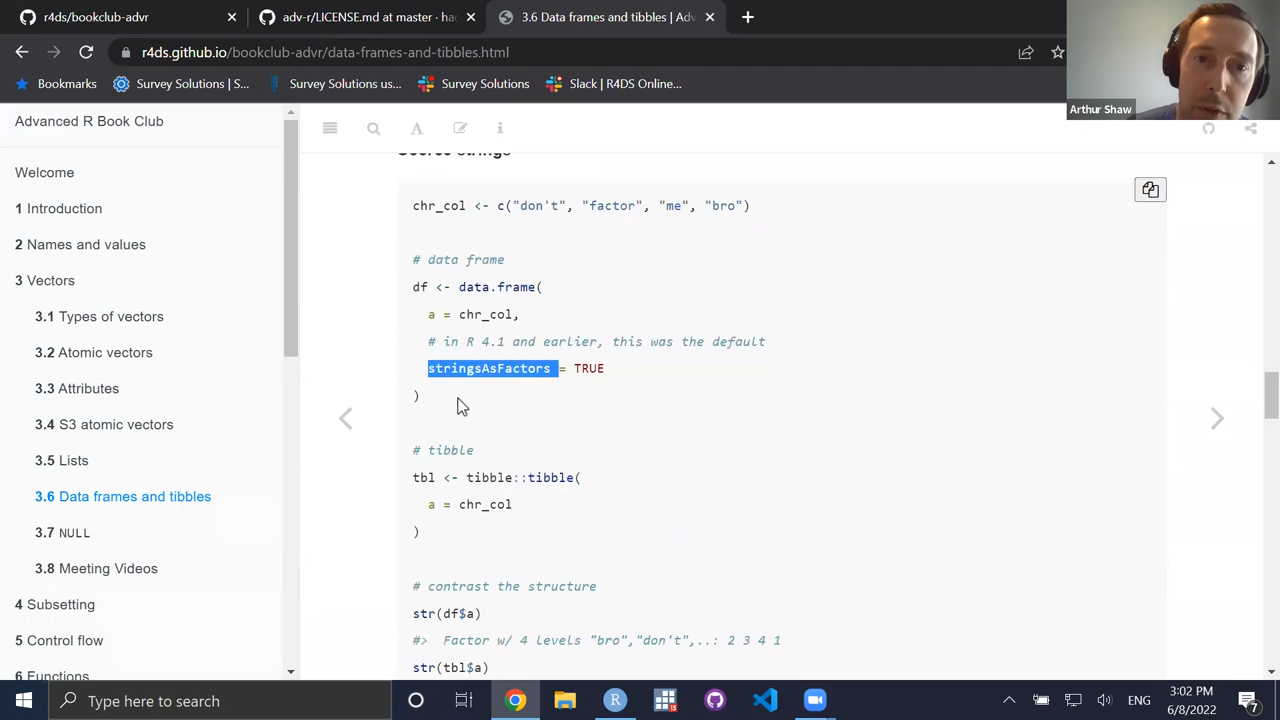 r4ds/bookclub-advr
adv-r/LICENSE.md at master · ha
3.6 Data frames and tibbles | Adv
r4ds.github.io/bookclub-advr/data-frames-and-tibbles.html
Bookmarks
Survey Solutions | S...
Survey Solutions us...
Survey Solutions
Slack | R4DS Online...
Arthur Shaw
Advanced R Book Club
Welcome
1 Introduction
2 Names and values
3 Vectors
3.1 Types of vectors
3.2 Atomic vectors
3.3 Attributes
3.4 S3 atomic vectors
3.5 Lists
3.6 Data frames and tibbles
3.7 NULL
3.8 Meeting Videos
4 Subsetting
5 Control flow
6 Functions
chr_col <- c("don't", "factor", "me", "bro")
# data frame
df <- data.frame(
a = chr_col,
# in R 4.1 and earlier, this was the default
stringsAsFactors = TRUE
)
# tibble
tbl <- tibble::tibble(
a = chr_col
)
# contrast the structure
str(df$a)
#> Factor w/ 4 levels "bro","don't",..: 2 3 4 1
str(tbl$a)
Type here to search
ENG
3:02 PM
6/8/2022
7